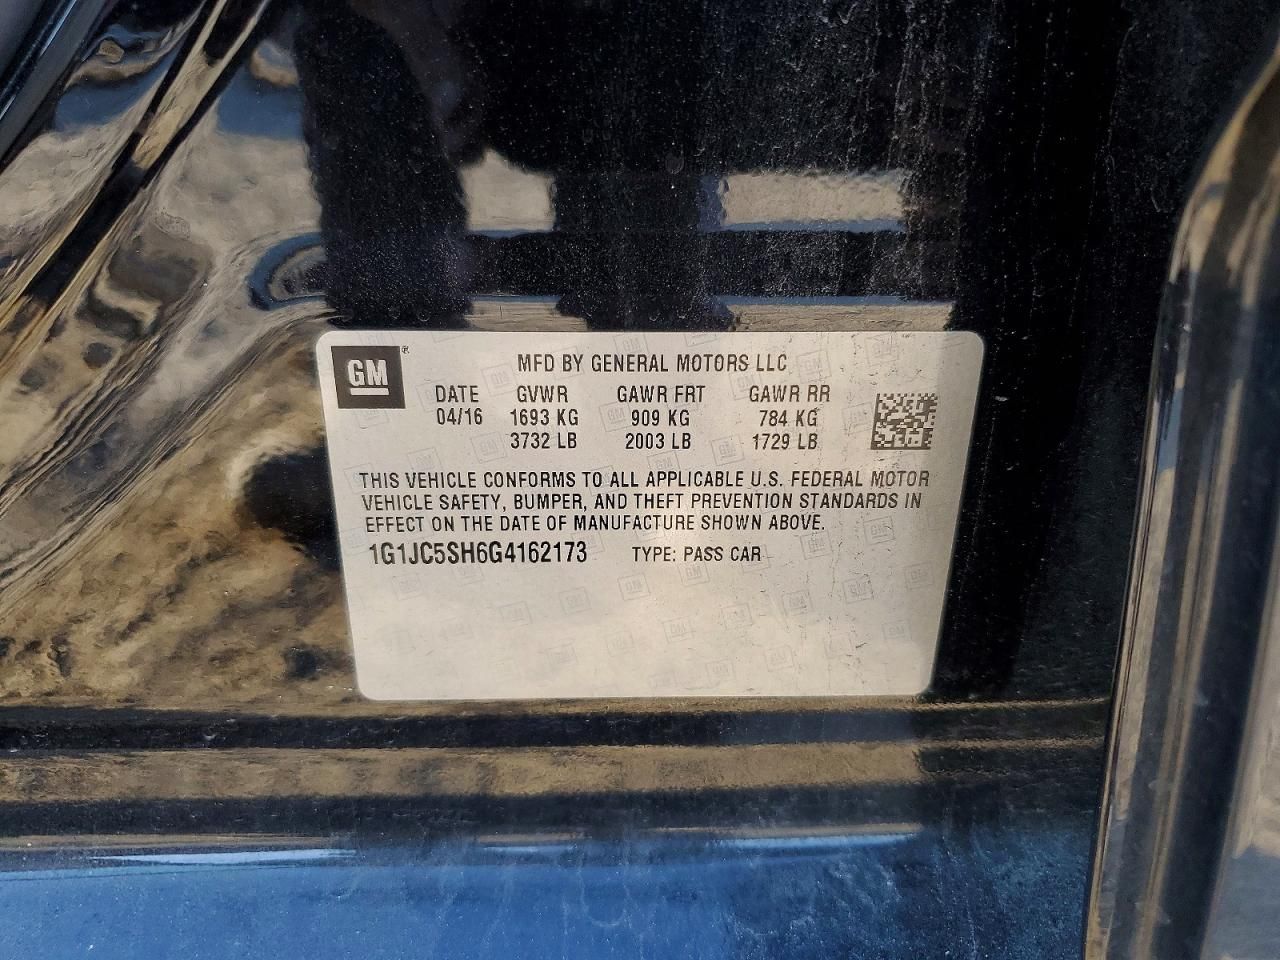 GM ®
MFD BY GENERAL MOTORS LLC
DATE GVWR GAWR FRT GAWR RR
04/16 1693 KG 909 KG 784 KG
3732 LB 2003 LB 1729 LB
THIS VEHICLE CONFORMS TO ALL APPLICABLE U.S. FEDERAL MOTOR
VEHICLE SAFETY, BUMPER, AND THEFT PREVENTION STANDARDS IN
EFFECT ON THE DATE OF MANUFACTURE SHOWN ABOVE.
1G1JC5SH6G4162173 TYPE: PASS CAR